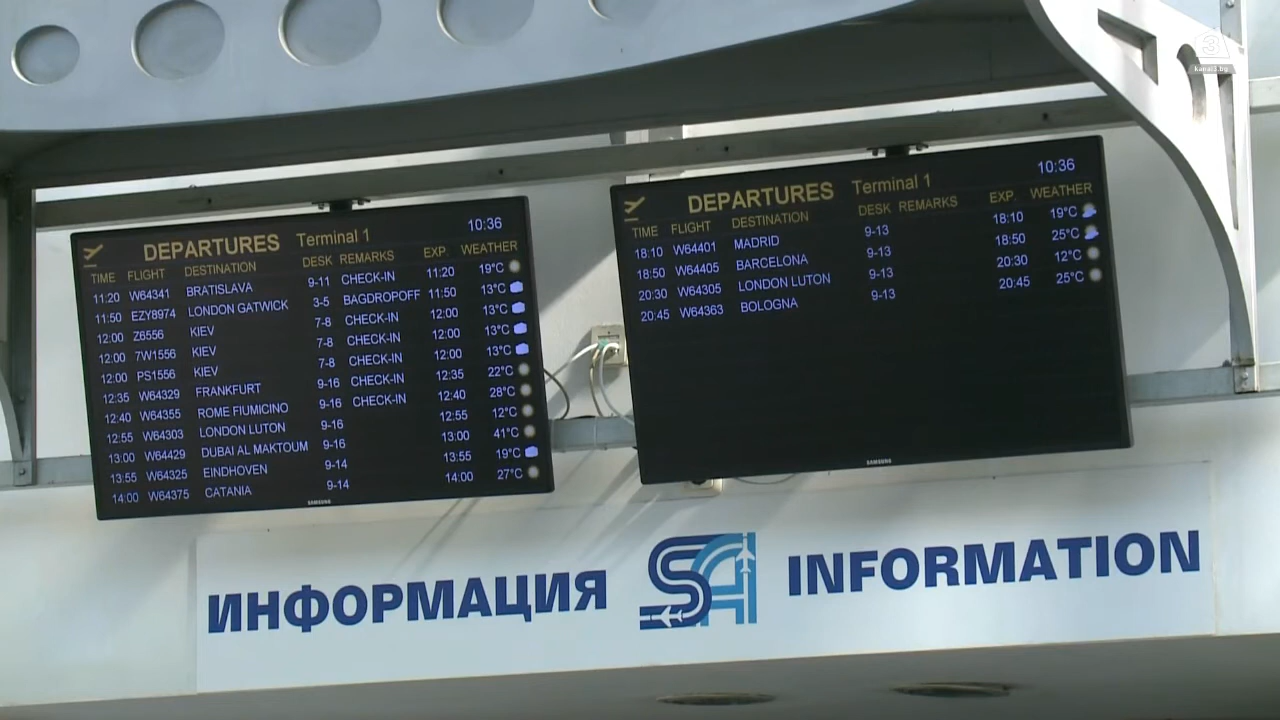 3
kanal3.bg
DEPARTURES Terminal 1 10:36
TIME FLIGHT DESTINATION DESK REMARKS EXP. WEATHER
11:20 W64341 BRATISLAVA 9-11 CHECK-IN 11:20 19°C
11:50 EZY8974 LONDON GATWICK 3-5 BAGDROPOFF 11:50 13°C
12:00 Z6556 KIEV 7-8 CHECK-IN 12:00 13°C
12:00 7W1556 KIEV 7-8 CHECK-IN 12:00 13°C
12:00 PS1556 KIEV 7-8 CHECK-IN 12:00 13°C
12:35 W64329 FRANKFURT 9-16 CHECK-IN 12:35 22°C
12:40 W64355 ROME FIUMICINO 9-16 CHECK-IN 12:40 28°C
12:55 W64303 LONDON LUTON 9-16 12:55 12°C
13:00 W64429 DUBAI AL MAKTOUM 9-16 13:00 41°C
13:55 W64325 EINDHOVEN 9-14 13:55 19°C
14:00 W64375 CATANIA 9-14 14:00 27°C
SAMSUNG
DEPARTURES Terminal 1 10:36
TIME FLIGHT DESTINATION DESK REMARKS EXP. WEATHER
18:10 W64401 MADRID 9-13 18:10 19°C
18:50 W64405 BARCELONA 9-13 18:50 25°C
20:30 W64305 LONDON LUTON 9-13 20:30 12°C
20:45 W64363 BOLOGNA 9-13 20:45 25°C
SAMSUNG
ИНФОРМАЦИЯ SA INFORMATION